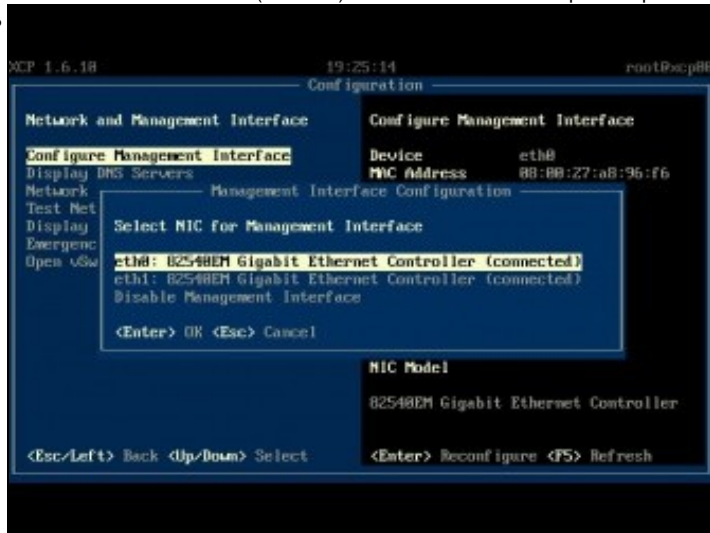 XCP 1.6.10 19:25:14 root@xcp0
Configuration
Network and Management Interface
Configure Management Interface
Configure Management Interface
Display DNS Servers
Network
Test Net
Display
Emergenc
Open vSw
Device eth0
MAC Address 08:00:27:a8:96:f6
Management Interface Configuration
Select NIC for Management Interface
eth0: 82540EM Gigabit Ethernet Controller (connected)
eth1: 82540EM Gigabit Ethernet Controller (connected)
Disable Management Interface
<Enter> OK <Esc> Cancel
NIC Model
82540EM Gigabit Ethernet Controller
<Esc/Left> Back <Up/Down> Select
<Enter> Reconfigure <F5> Refresh